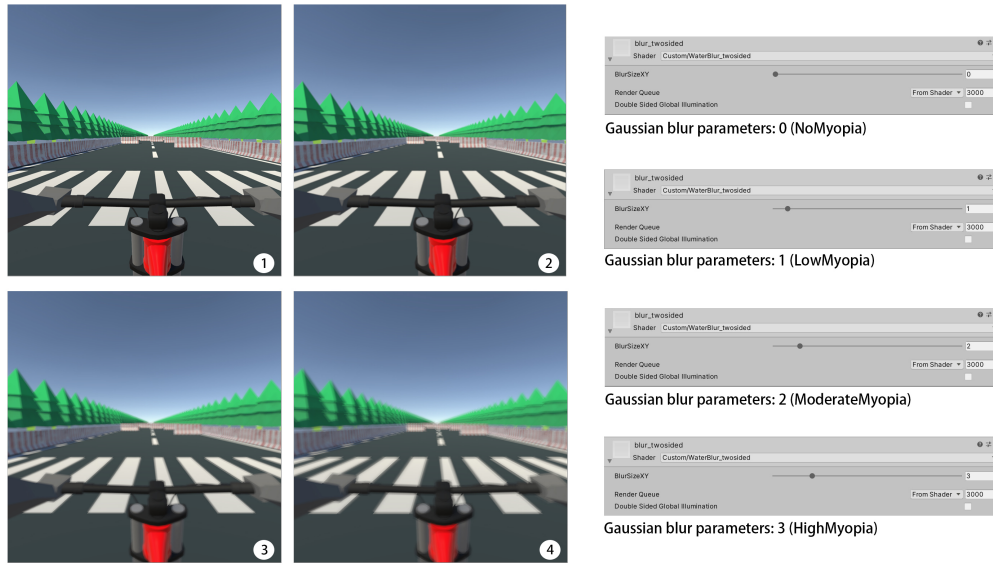 1
2
3
4
blur_twosided
Shader Custom/WaterBlur_twosided
BlurSizeXY 0
Render Queue From Shader 3000
Double Sided Global Illumination
Gaussian blur parameters: 0 (NoMyopia)
blur_twosided
Shader Custom/WaterBlur_twosided
BlurSizeXY 1
Render Queue From Shader 3000
Double Sided Global Illumination
Gaussian blur parameters: 1 (LowMyopia)
blur_twosided
Shader Custom/WaterBlur_twosided
BlurSizeXY 2
Render Queue From Shader 3000
Double Sided Global Illumination
Gaussian blur parameters: 2 (ModerateMyopia)
blur_twosided
Shader Custom/WaterBlur_twosided
BlurSizeXY 3
Render Queue From Shader 3000
Double Sided Global Illumination
Gaussian blur parameters: 3 (HighMyopia)